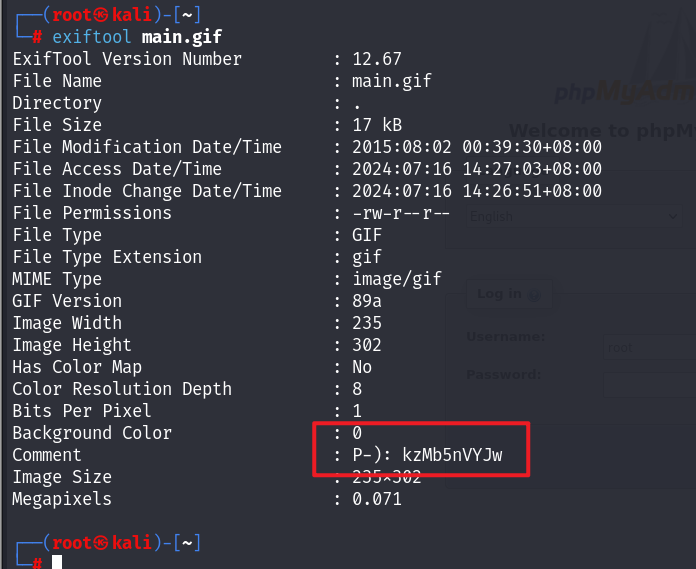 ┌──(root㉿kali)-[~]
└─# exiftool main.gif
ExifTool Version Number : 12.67
File Name : main.gif
Directory : .
File Size : 17 kB
File Modification Date/Time : 2015:08:02 00:39:30+08:00
File Access Date/Time : 2024:07:16 14:27:03+08:00
File Inode Change Date/Time : 2024:07:16 14:26:51+08:00
File Permissions : -rw-r--r--
File Type : GIF
File Type Extension : gif
MIME Type : image/gif
GIF Version : 89a
Image Width : 235
Image Height : 302
Has Color Map : No
Color Resolution Depth : 8
Bits Per Pixel : 1
Background Color : 0
Comment : P-): kzMb5nVYJw
Image Size : 235x302
Megapixels : 0.071
┌──(root㉿kali)-[~]
└─#
phpMyAdm
Welcome to phpM
English
Log in
Username:
root
Password: